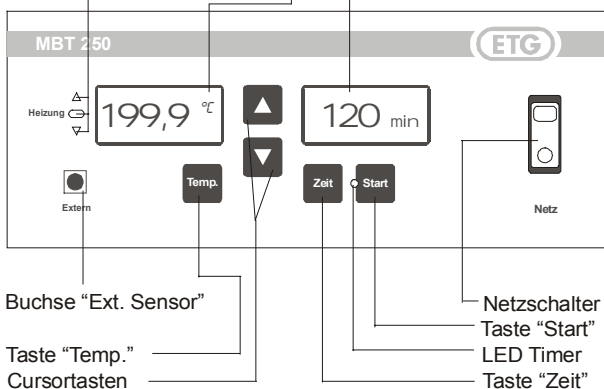 MBT 250
ETG
Heizung
199,9 °C
120 min
Temp.
Zeit
Start
Extern
Netz
Buchse “Ext. Sensor”
Netzschalter
Taste “Start”
Taste “Temp.”
LED Timer
Cursortasten
Taste “Zeit”